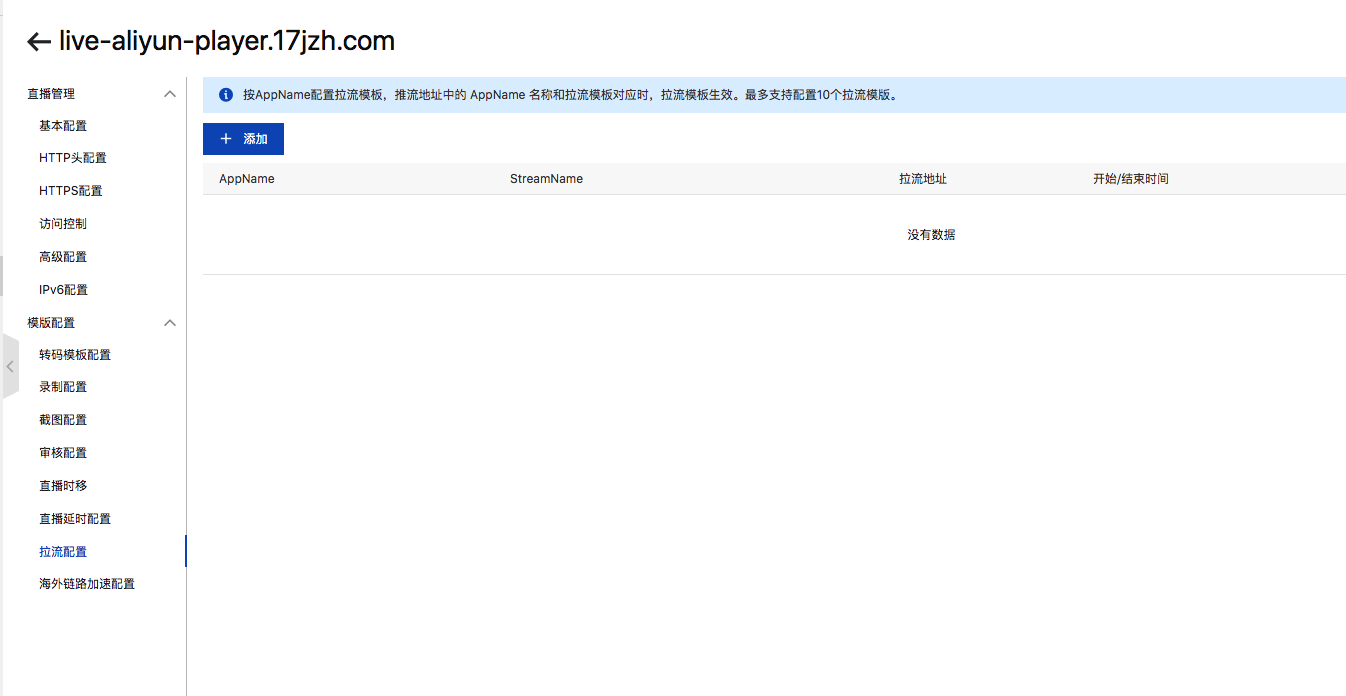 live-aliyun-player.17jzh.com
直播管理
基本配置
HTTP头配置
HTTPS配置
访问控制
高级配置
IPv6配置
模版配置
转码模板配置
录制配置
截图配置
审核配置
直播时移
直播延时配置
拉流配置
海外链路加速配置
按AppName配置拉流模板，推流地址中的 AppName 名称和拉流模板对应时，拉流模板生效。最多支持配置10个拉流模版。
添加
AppName StreamName 拉流地址 开始/结束时间
没有数据